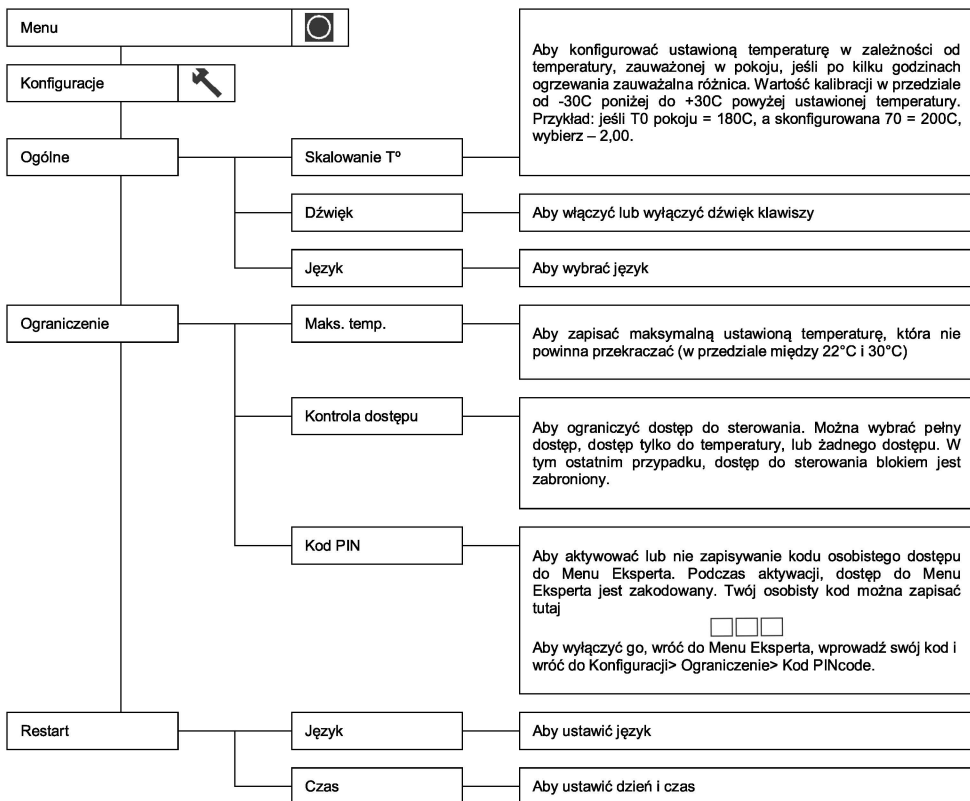 Menu
Konfiguracje
Aby konfigurować ustawioną temperaturę w zależności od
temperatury, zauważonej w pokoju, jeśli po kilku godzinach
ogrzewania zauważalna różnica. Wartość kalibracji w przedziale
od -30C poniżej do +30C powyżej ustawionej temperatury.
Przykład: jeśli T0 pokoju = 180C, a skonfigurowana 70 = 200C,
wybierz – 2,00.
Ogólne
Skalowanie Tº
Dźwięk
Aby włączyć lub wyłączyć dźwięk klawiszy
Język
Aby wybrać język
Ograniczenie
Maks. temp.
Aby zapisać maksymalną ustawioną temperaturę, która nie
powinna przekraczać (w przedziale między 22°C i 30°C)
Kontrola dostępu
Aby ograniczyć dostęp do sterowania. Można wybrać pełny
dostęp, dostęp tylko do temperatury, lub żadnego dostępu. W
tym ostatnim przypadku, dostęp do sterowania blokiem jest
zabroniony.
Kod PIN
Aby aktywować lub nie zapisywanie kodu osobistego dostępu
do Menu Eksperta. Podczas aktywacji, dostęp do Menu
Eksperta jest zakodowany. Twój osobisty kod można zapisać
tutaj
Aby wyłączyć go, wróć do Menu Eksperta, wprowadź swój kod i
wróć do Konfiguracji> Ograniczenie> Kod PINcode.
Restart
Język
Aby ustawić język
Czas
Aby ustawić dzień i czas